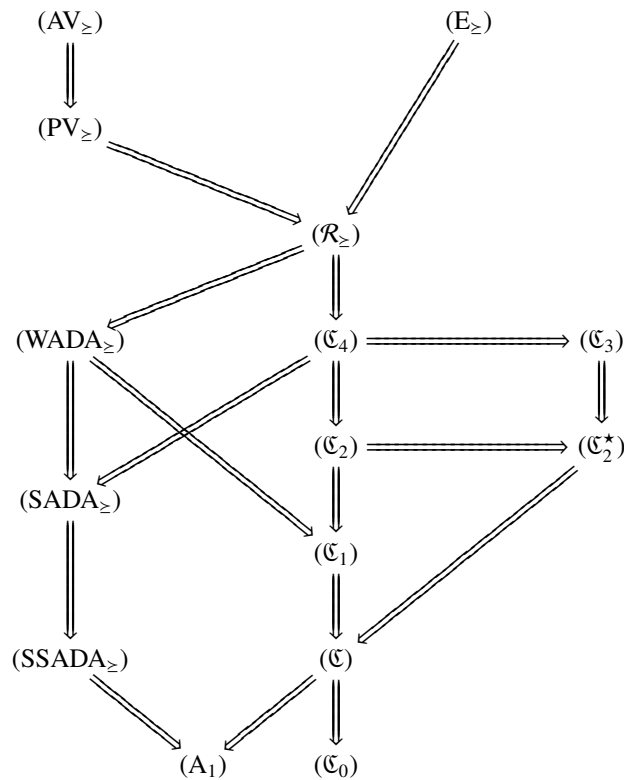 (AV⪰) (E⪰)
(PV⪰)
(ℛ⪰)
(WADA⪰) (ℭ₄) (ℭ₃)
(ℭ₂) (ℭ₂★)
(SADA⪰)
(ℭ₁)
(SSADA⪰) (ℭ)
(A₁) (ℭ₀)